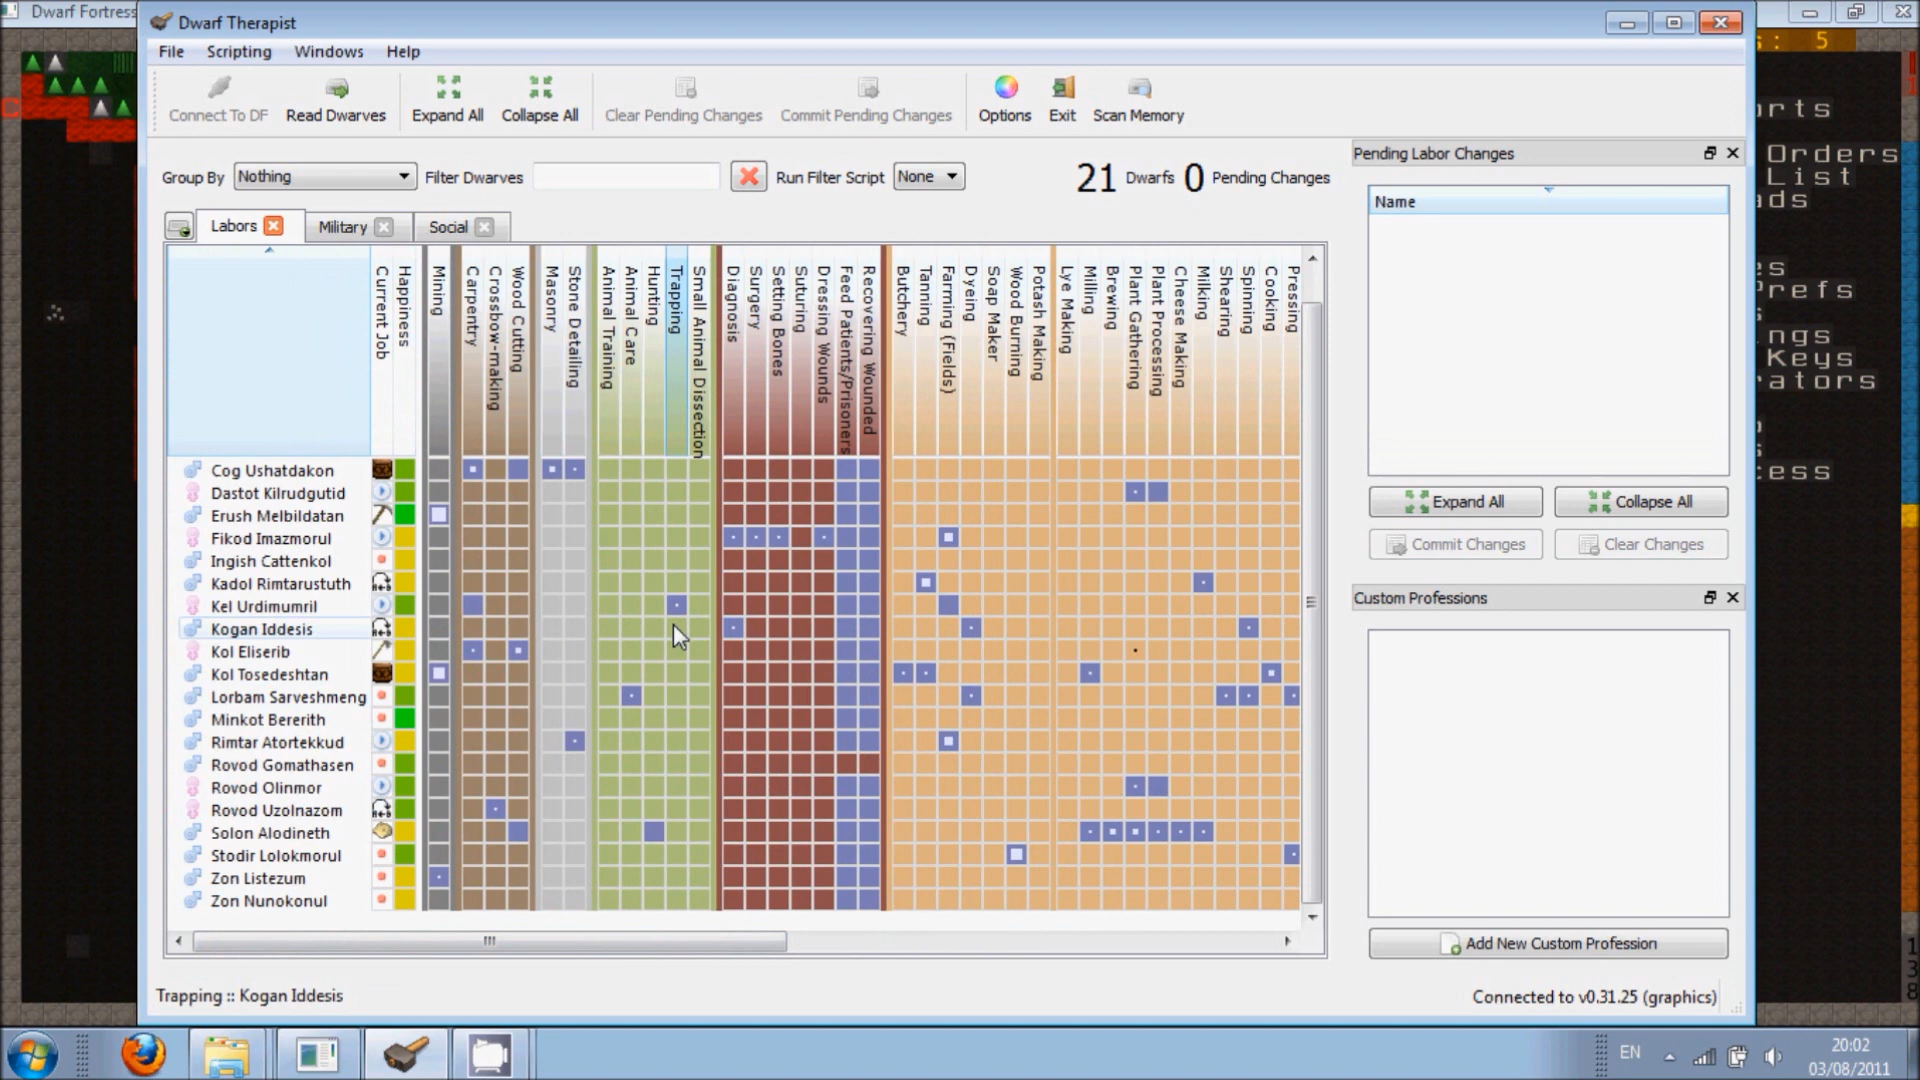 Dwarf Fortress
Dwarf Therapist
s: 5
File Scripting Windows Help
Connect To DF Read Dwarves Expand All Collapse All Clear Pending Changes Commit Pending Changes Options Exit Scan Memory
Group By Nothing Filter Dwarves Run Filter Script None 21 Dwarfs 0 Pending Changes
Labors Military Social
Current Job
Happiness
Mining
Carpentry
Crossbow-making
Wood Cutting
Masonry
Stone Detailing
Animal Training
Animal Care
Hunting
Trapping
Small Animal Dissection
Diagnosis
Surgery
Setting Bones
Suturing
Dressing Wounds
Feed Patients/Prisoners
Recovering Wounded
Butchery
Tanning
Farming (Fields)
Dyeing
Soap Maker
Wood Burning
Potash Making
Lye Making
Milling
Brewing
Plant Gathering
Plant Processing
Cheese Making
Milking
Shearing
Spinning
Cooking
Pressing
Cog Ushatdakon
Dastot Kilrudgutid
Erush Melbildatan
Fikod Imazmorul
Ingish Cattenkol
Kadol Rimtarustuth
Kel Urdimumril
Kogan Iddesis
Kol Eliserib
Kol Tosedeshtan
Lorbam Sarveshmeng
Minkot Bererith
Rimtar Atortekkud
Rovod Gomathasen
Rovod Olinmor
Rovod Uzolnazom
Solon Alodineth
Stodir Lolokmorul
Zon Listezum
Zon Nunokonul
Trapping :: Kogan Iddesis
Pending Labor Changes
Name
Expand All Collapse All
Commit Changes Clear Changes
Custom Professions
Add New Custom Profession
Connected to v0.31.25 (graphics)
orts
Orders
List
ads
es
Prefs
s
ngs
Keys
rators
cess
1
3
8
EN
20:02
03/08/2011